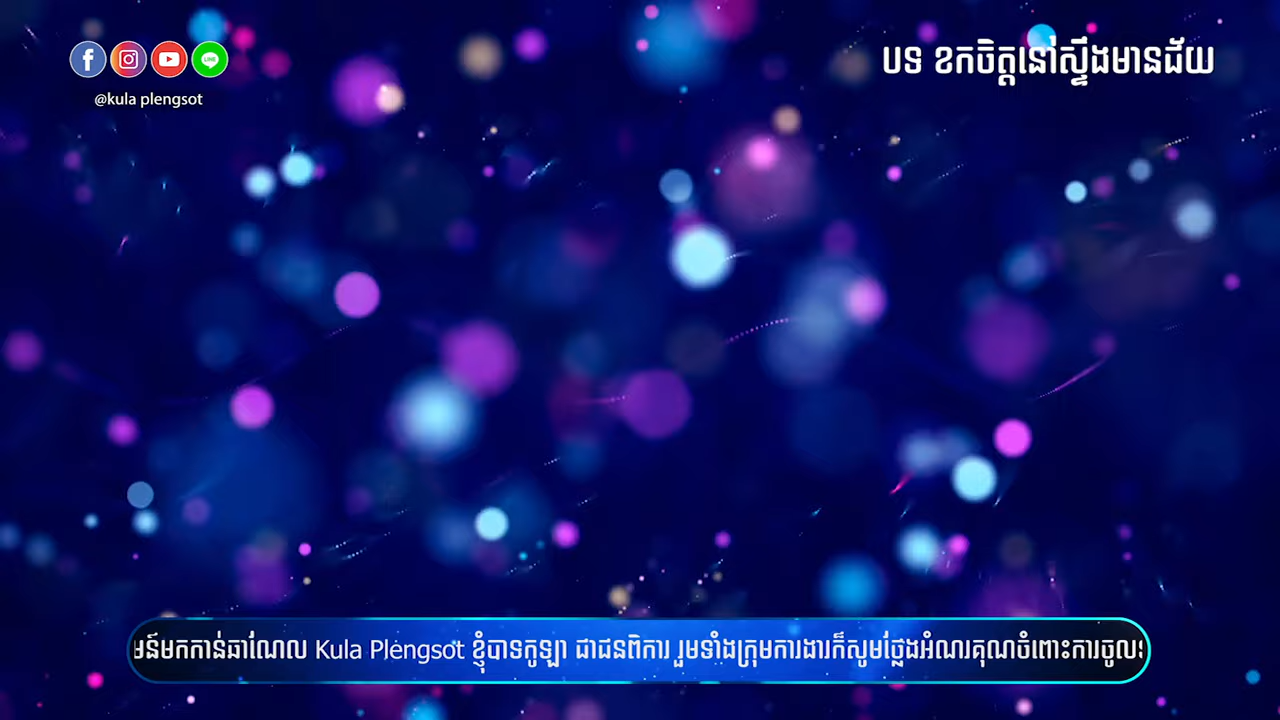 បទ ខកចិត្តនៅស្ទឹងមានជ័យ
@kula plengsot
មកកាន់ឆាណែល Kula Plengsot ខ្ញុំបាទកូឡា ជាជនពិការ រួមទាំងក្រុមការងារក៏សូមថ្លែងអំណរគុណចំពោះការចូល